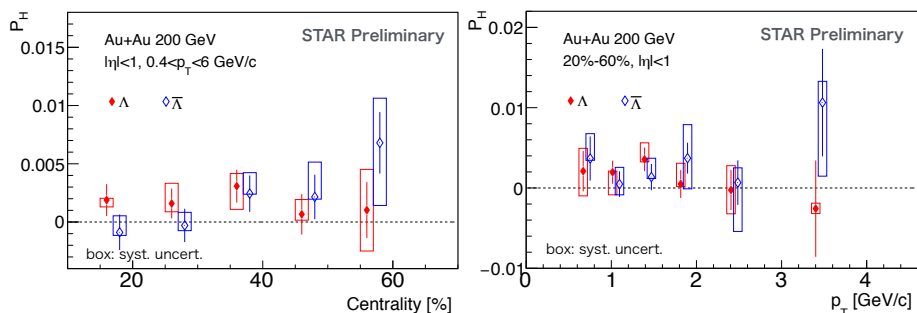 P_H
0.015
0.01
0.005
0
Au+Au 200 GeV
|η|<1, 0.4<p_T<6 GeV/c
STAR Preliminary
Λ
Λ̅
box: syst. uncert.
20
40
60
Centrality [%]
P_H
0.02
0.01
0
−0.01
Au+Au 200 GeV
20%-60%, |η|<1
STAR Preliminary
Λ
Λ̅
box: syst. uncert.
0
1
2
3
4
p_T [GeV/c]